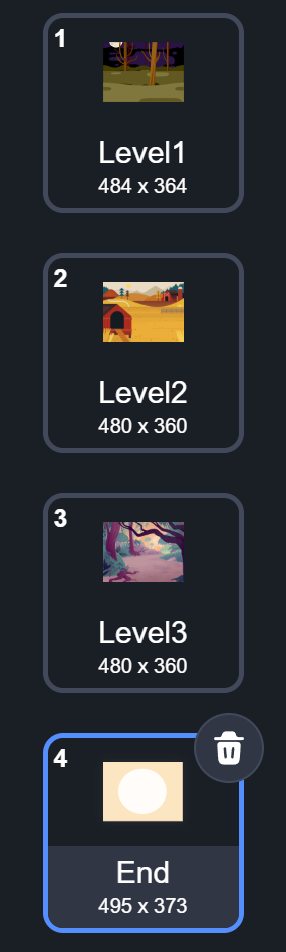 1
Level1
484 x 364
2
Level2
480 x 360
3
Level3
480 x 360
4
End
495 x 373